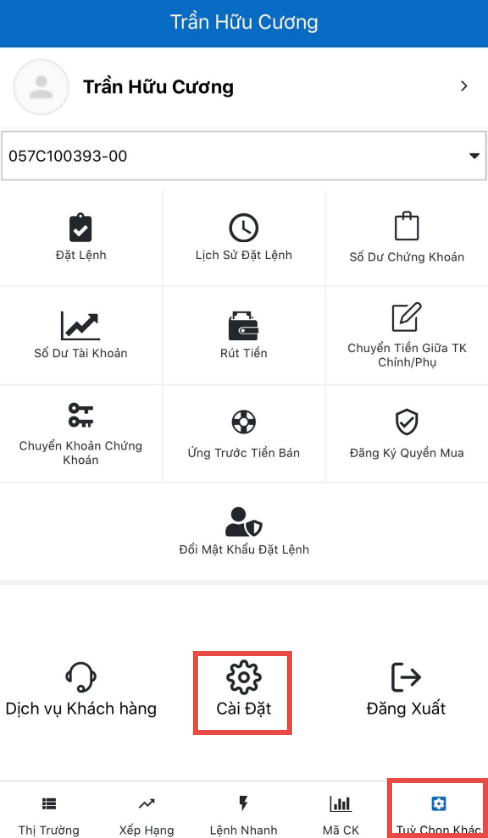 Trần Hữu Cương
Trần Hữu Cương
057C100393-00
Đặt Lệnh
Lịch Sử Đặt Lệnh
Số Dư Chứng Khoán
Số Dư Tài Khoản
Rút Tiền
Chuyển Tiền Giữa TK
Chính/Phụ
Chuyển Khoản Chứng
Khoán
Ứng Trước Tiền Bán
Đăng Ký Quyền Mua
Đổi Mật Khẩu Đặt Lệnh
Dịch vụ Khách hàng
Cài Đặt
Đăng Xuất
Thị Trường
Xếp Hạng
Lệnh Nhanh
Mã CK
Tuỳ Chọn Khác